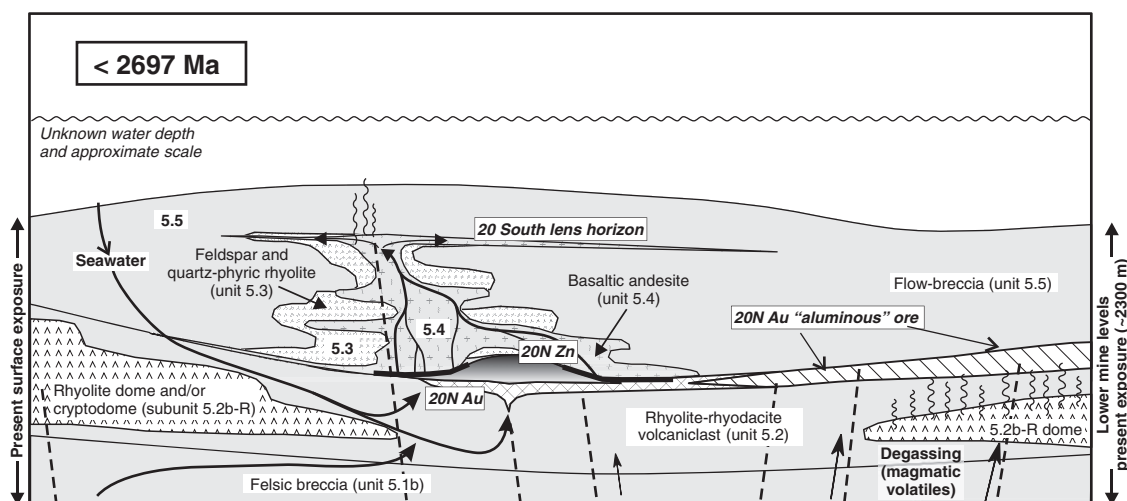 < 2697 Ma
Unknown water depth
and approximate scale
5.5
20 South lens horizon
Seawater
Feldspar and
quartz-phyric rhyolite
(unit 5.3)
Basaltic andesite
(unit 5.4)
Flow-breccia (unit 5.5)
20N Au “aluminous” ore
5.4
5.3
20N Zn
20N Au
Rhyolite dome and/or
cryptodome (subunit 5.2b-R)
Rhyolite-rhyodacite
volcaniclast (unit 5.2)
5.2b-R dome
Degassing
(magmatic
volatiles)
Felsic breccia (unit 5.1b)
Present surface exposure
Lower mine levels
present exposure (~2300 m)